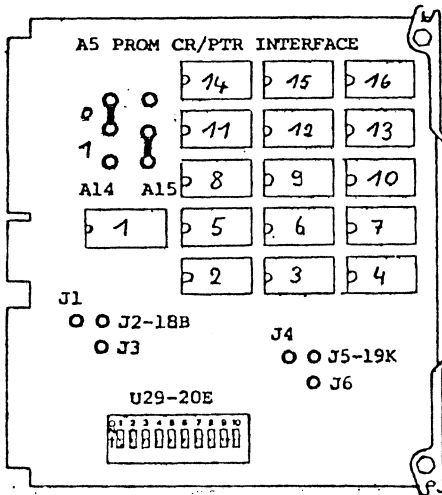 A5 PROM CR/PTR INTERFACE
14 15 16
0
11 12 13
1
8 9 10
A14 A15
1 5 6 7
2 3 4
J1
J2-18B
J3
J4
J5-19K
J6
U29-20E
1 2 3 4 5 6 7 8 9 10